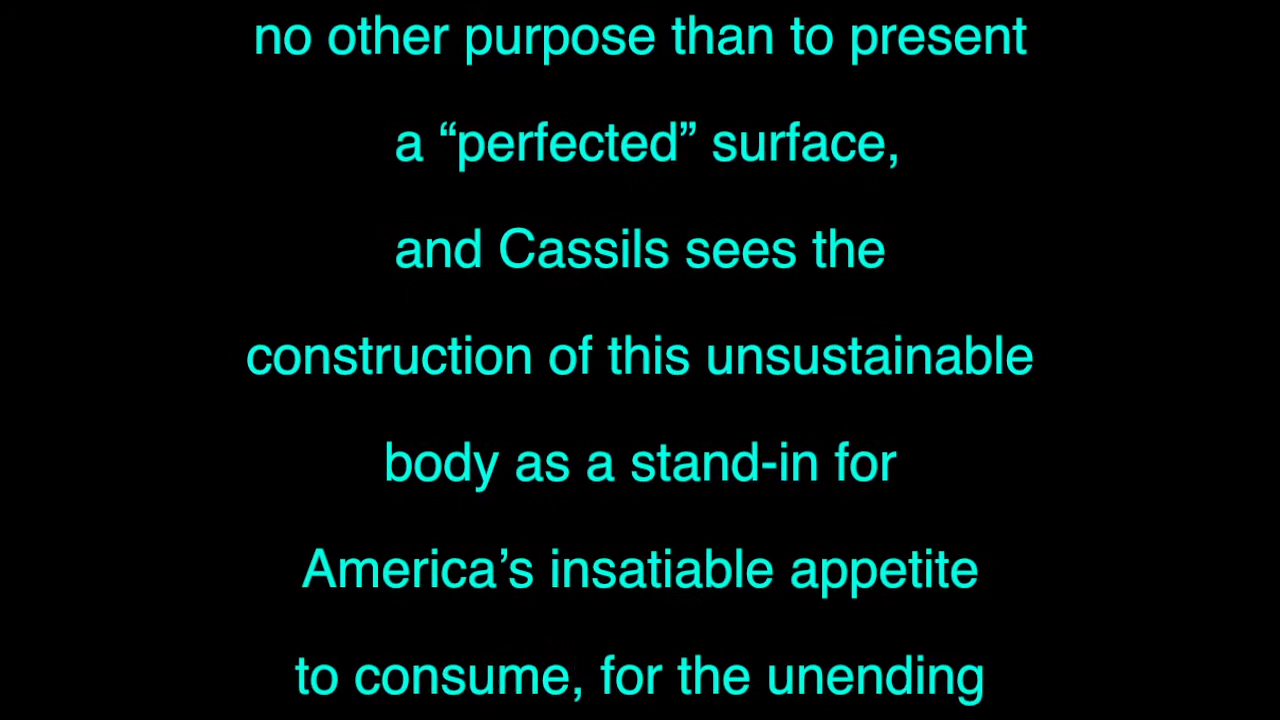 no other purpose than to present
a “perfected” surface,
and Cassils sees the
construction of this unsustainable
body as a stand-in for
America’s insatiable appetite
to consume, for the unending